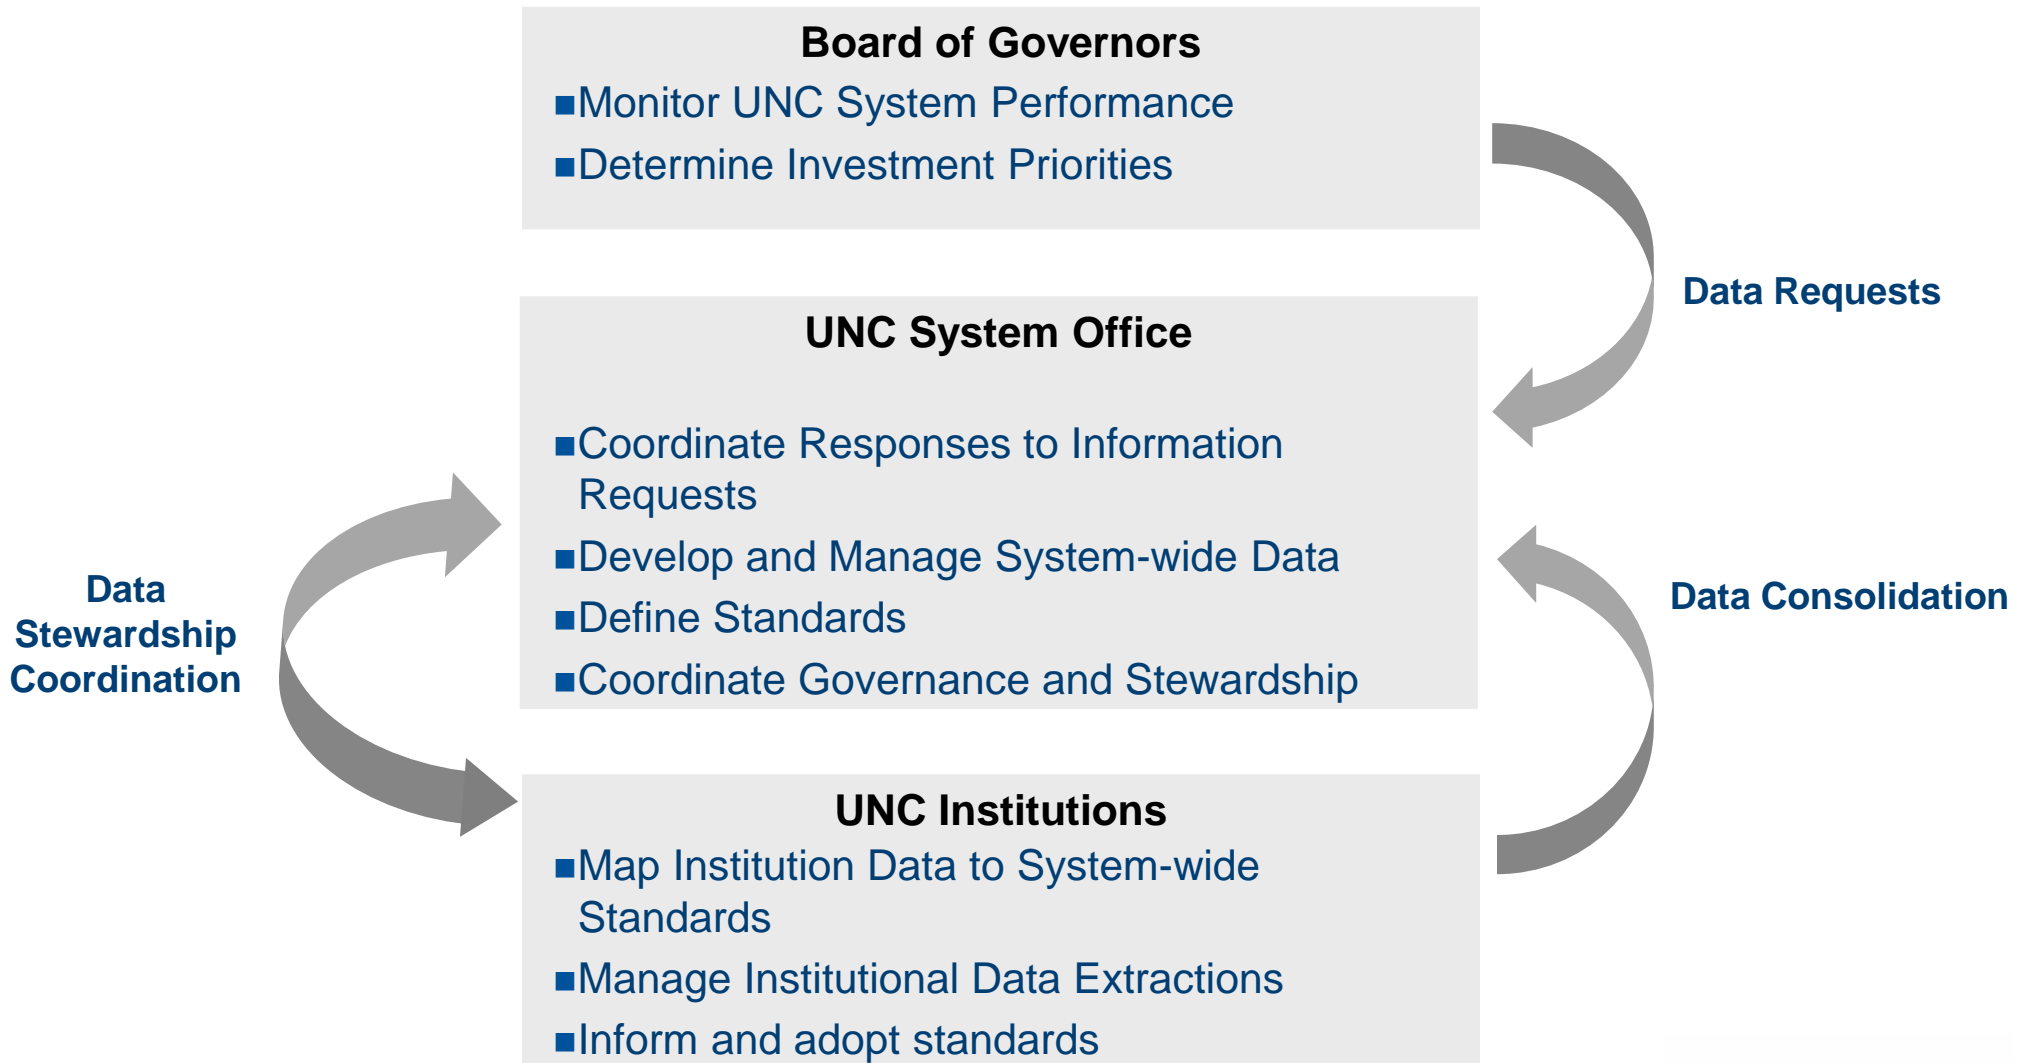 Board of Governors
■Monitor UNC System Performance
■Determine Investment Priorities
Data Requests
UNC System Office
■Coordinate Responses to Information
Requests
■Develop and Manage System-wide Data
■Define Standards
■Coordinate Governance and Stewardship
Data
Stewardship
Coordination
Data Consolidation
UNC Institutions
■Map Institution Data to System-wide
Standards
■Manage Institutional Data Extractions
■Inform and adopt standards